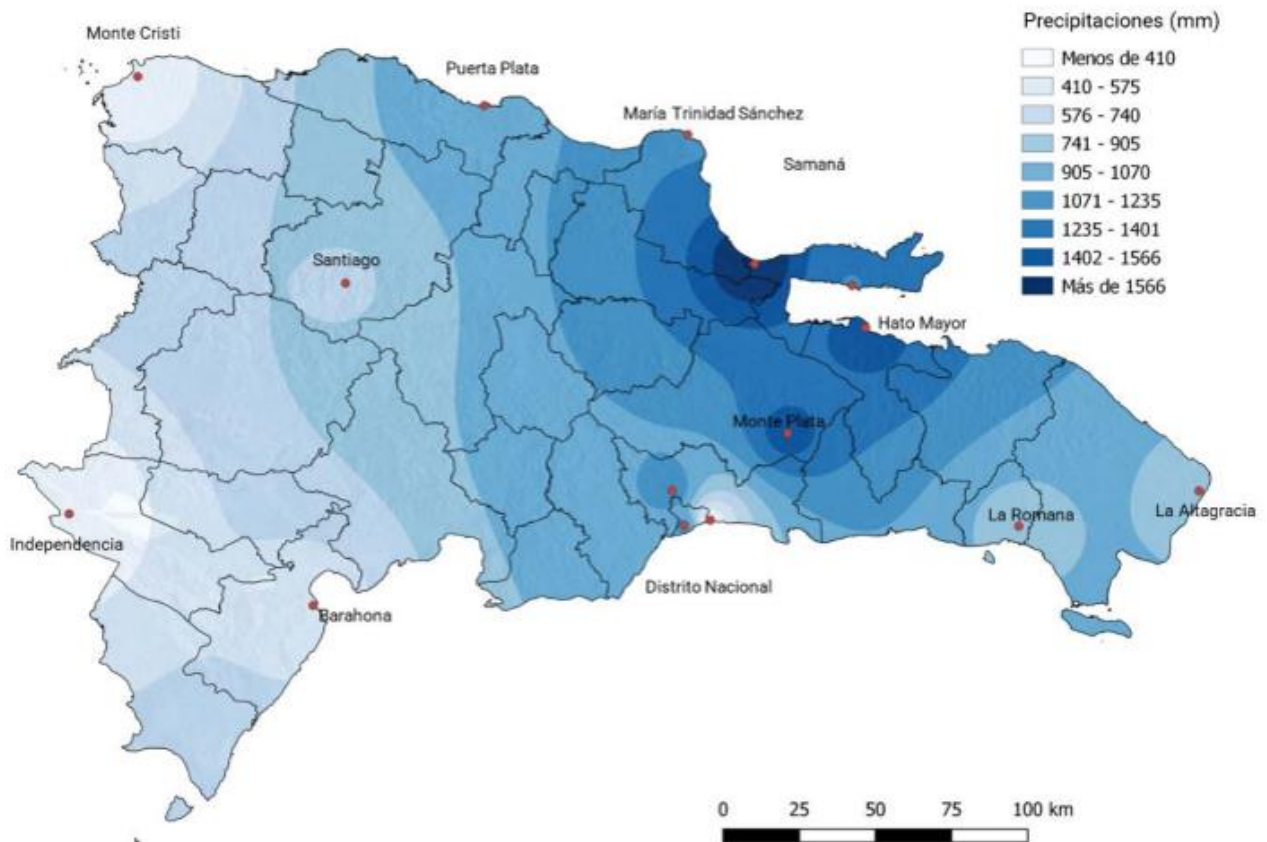 Precipitaciones (mm)
Menos de 410
410 - 575
576 - 740
741 - 905
905 - 1070
1071 - 1235
1235 - 1401
1402 - 1566
Más de 1566
Monte Cristi
Puerta Plata
María Trinidad Sánchez
Samaná
Santiago
Hato Mayor
Monte Plata
La Romana
La Altagracia
Independencia
Distrito Nacional
Barahona
0 25 50 75 100 km